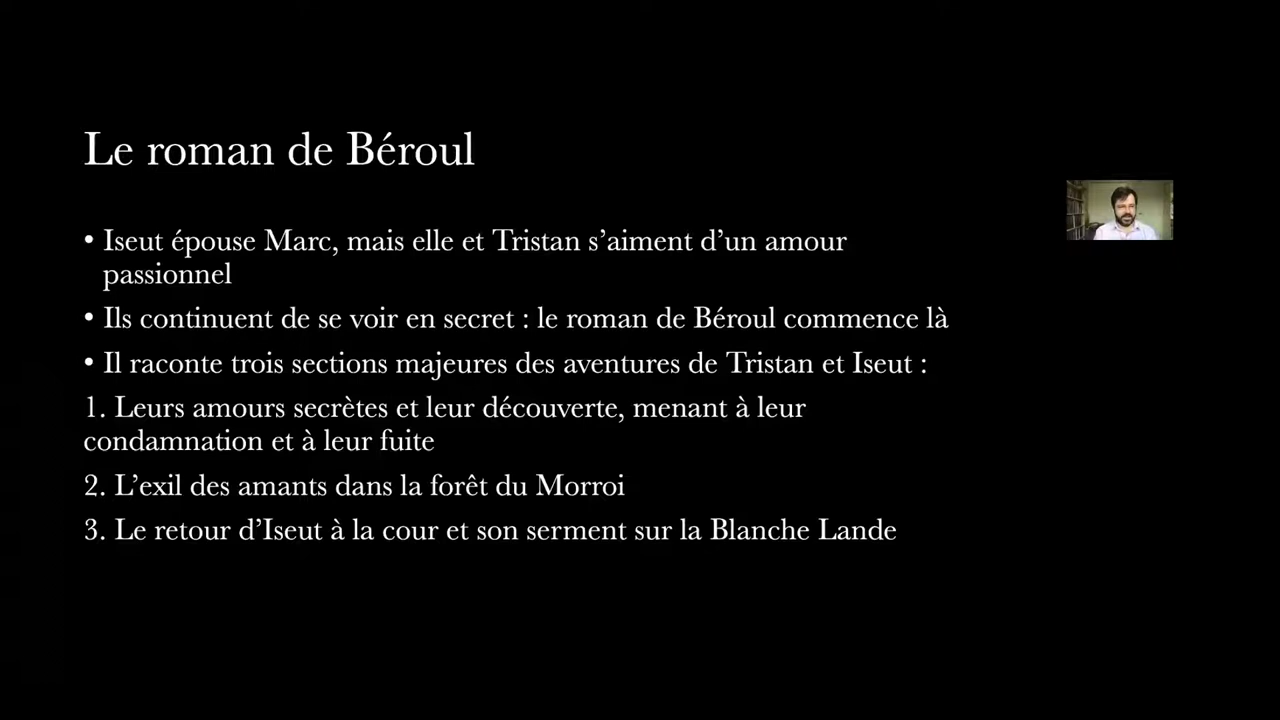 Le roman de Béroul
• Iseut épouse Marc, mais elle et Tristan s’aiment d’un amour
passionnel
• Ils continuent de se voir en secret : le roman de Béroul commence là
• Il raconte trois sections majeures des aventures de Tristan et Iseut :
1. Leurs amours secrètes et leur découverte, menant à leur
condamnation et à leur fuite
2. L’exil des amants dans la forêt du Morroi
3. Le retour d’Iseut à la cour et son serment sur la Blanche Lande